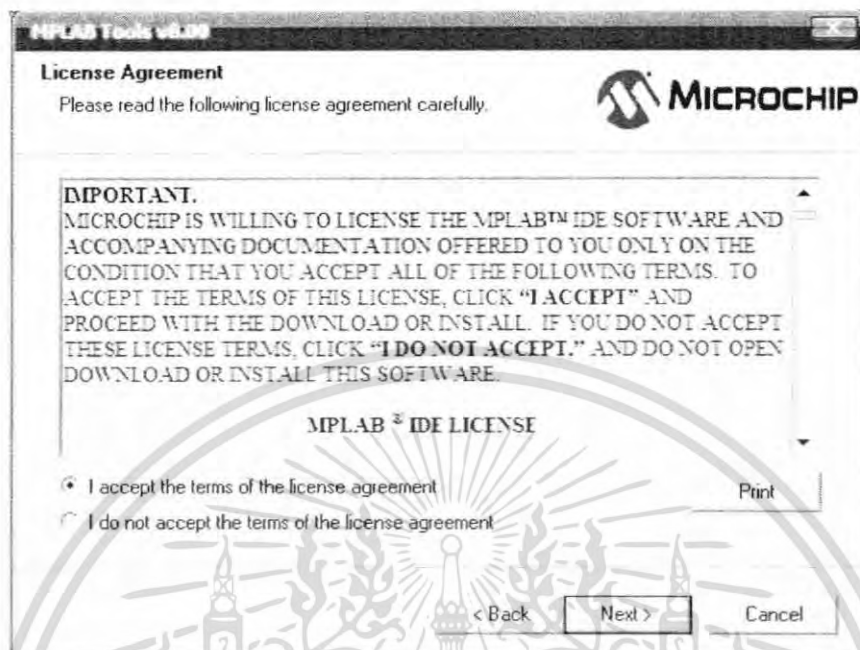 MPLAB Tools v8.00
License Agreement
Please read the following license agreement carefully.
MICROCHIP
IMPORTANT.
MICROCHIP IS WILLING TO LICENSE THE MPLAB™ IDE SOFTWARE AND
ACCOMPANYING DOCUMENTATION OFFERED TO YOU ONLY ON THE
CONDITION THAT YOU ACCEPT ALL OF THE FOLLOWING TERMS. TO
ACCEPT THE TERMS OF THIS LICENSE, CLICK “I ACCEPT” AND
PROCEED WITH THE DOWNLOAD OR INSTALL. IF YOU DO NOT ACCEPT
THESE LICENSE TERMS, CLICK “I DO NOT ACCEPT.” AND DO NOT OPEN
DOWNLOAD OR INSTALL THIS SOFTWARE.
MPLAB ® IDE LICENSE
I accept the terms of the license agreement
Print
I do not accept the terms of the license agreement
< Back
Next >
Cancel